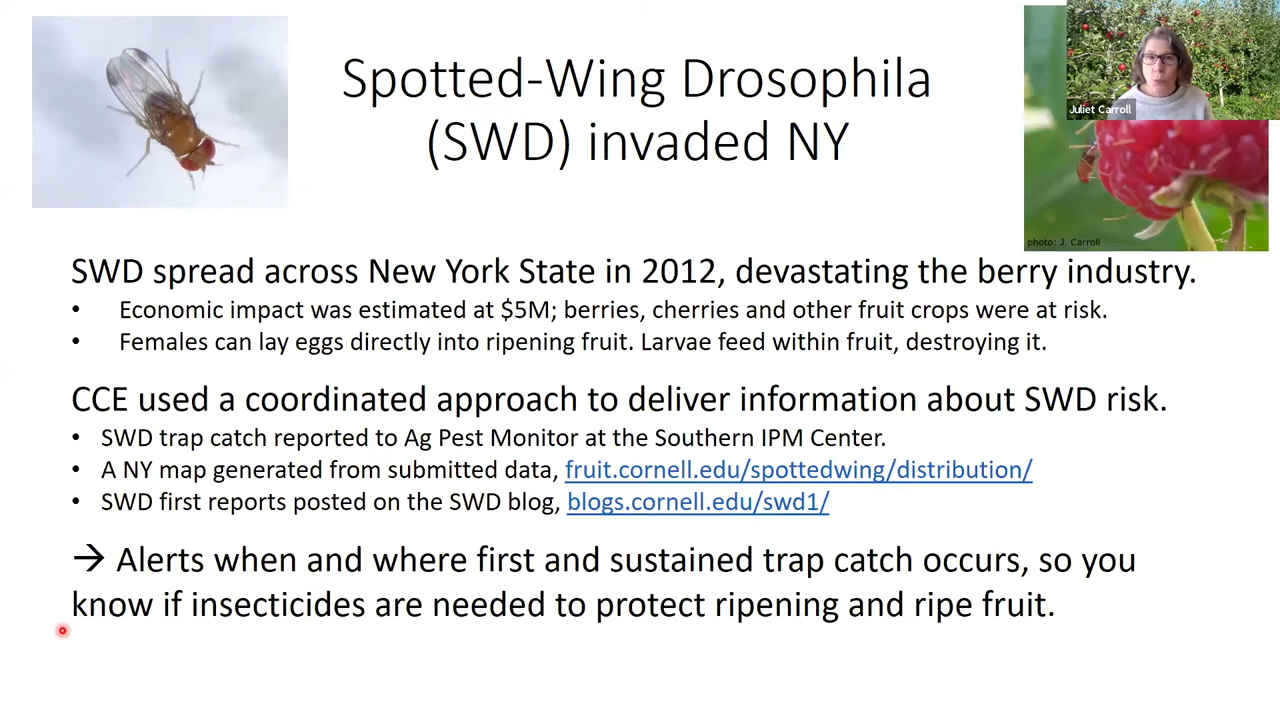 Spotted-Wing Drosophila
(SWD) invaded NY
Juliet Carroll
photo: J. Carroll
SWD spread across New York State in 2012, devastating the berry industry.
• Economic impact was estimated at $5M; berries, cherries and other fruit crops were at risk.
• Females can lay eggs directly into ripening fruit. Larvae feed within fruit, destroying it.
CCE used a coordinated approach to deliver information about SWD risk.
• SWD trap catch reported to Ag Pest Monitor at the Southern IPM Center.
• A NY map generated from submitted data, fruit.cornell.edu/spottedwing/distribution/
• SWD first reports posted on the SWD blog, blogs.cornell.edu/swd1/
→ Alerts when and where first and sustained trap catch occurs, so you
know if insecticides are needed to protect ripening and ripe fruit.